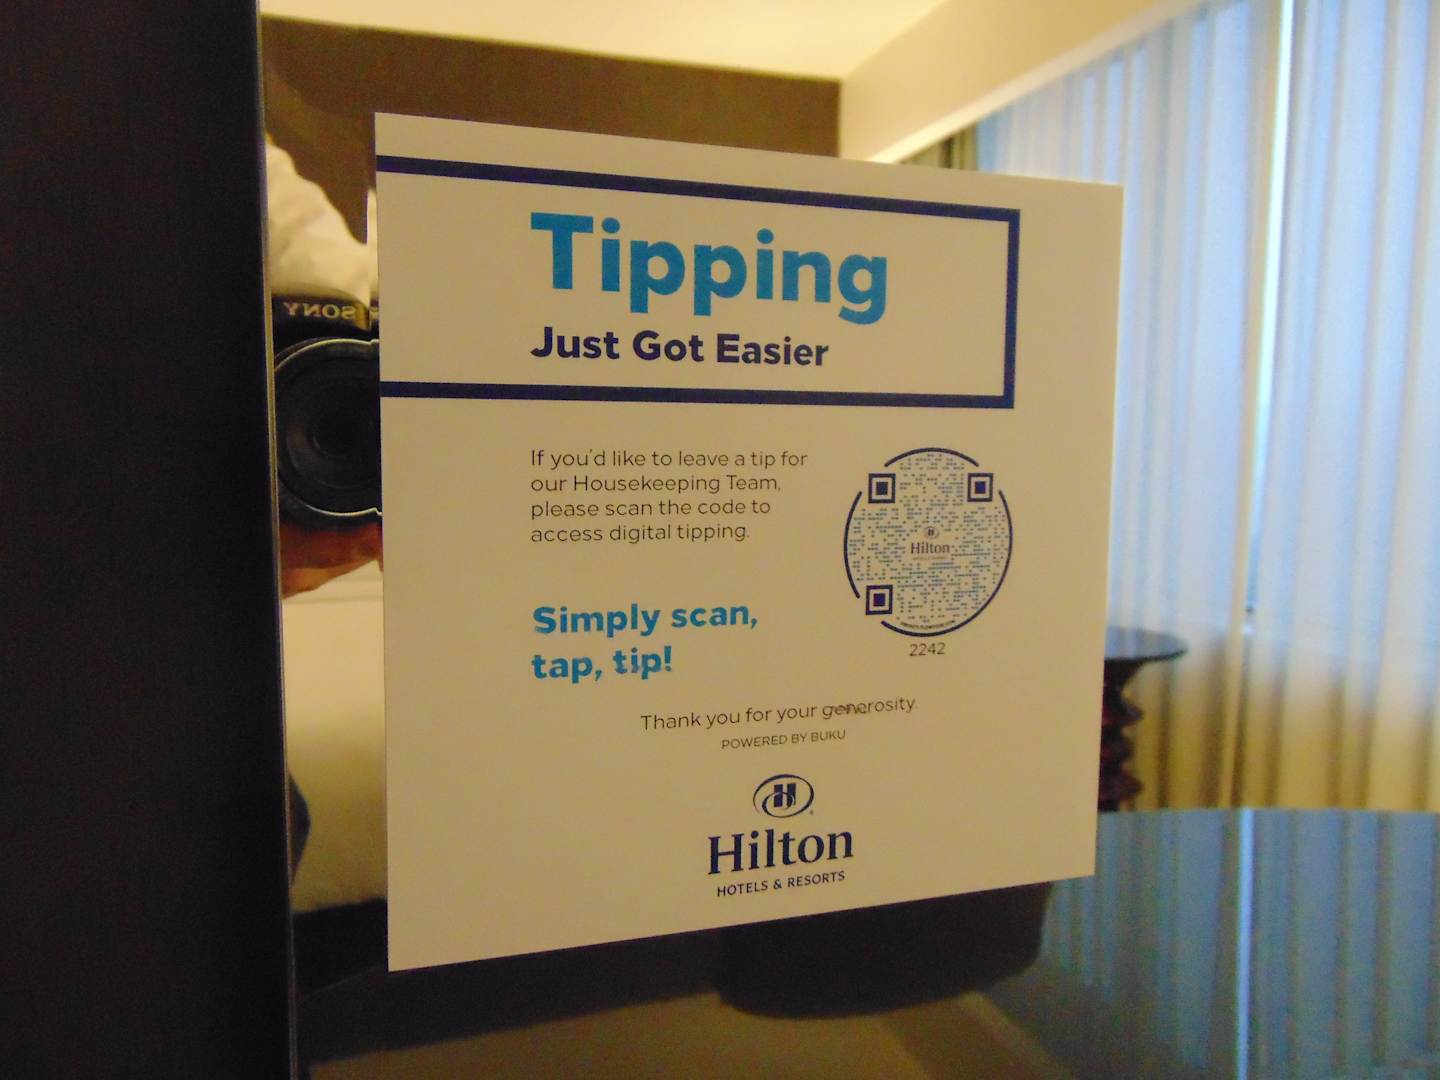 Tipping
Just Got Easier
If you'd like to leave a tip for
our Housekeeping Team,
please scan the code to
access digital tipping.
Hilton
2242
Simply scan,
tap, tip!
Thank you for your generosity.
POWERED BY BUKU
H
Hilton
HOTELS & RESORTS
SONY